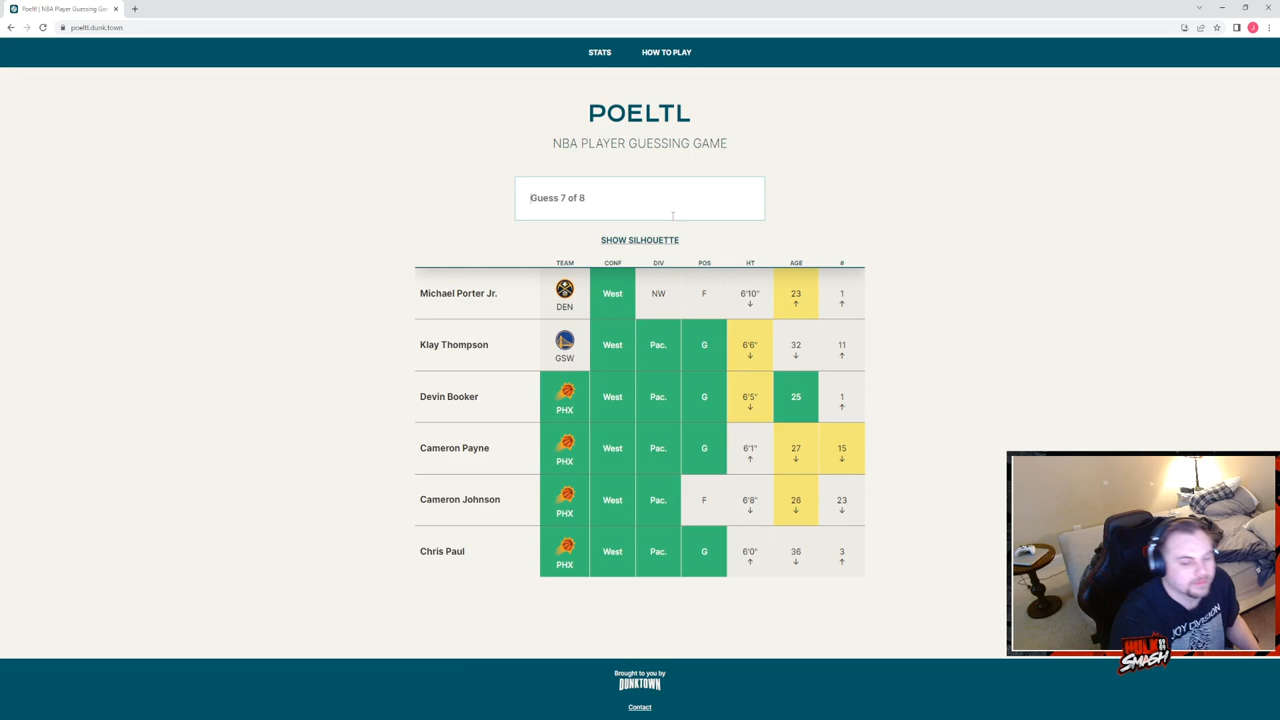 Poeltl | NBA Player Guessing Gam
poeltl.dunk.town
STATS HOW TO PLAY
POELTL
NBA PLAYER GUESSING GAME
Guess 7 of 8
SHOW SILHOUETTE
TEAM CONF DIV POS HT AGE #
Michael Porter Jr. DEN West NW F 6'10" ↓ 23 ↑ 1 ↑
Klay Thompson GSW West Pac. G 6'6" ↓ 32 ↓ 11 ↑
Devin Booker PHX West Pac. G 6'5" ↓ 25 1 ↑
Cameron Payne PHX West Pac. G 6'1" ↑ 27 ↓ 15 ↓
Cameron Johnson PHX West Pac. F 6'8" ↓ 26 ↓ 23 ↓
Chris Paul PHX West Pac. G 6'0" ↑ 36 ↓ 3 ↑
JOY DIVISION
HULK
SMASH
Brought to you by
DUNKTOWN
Contact